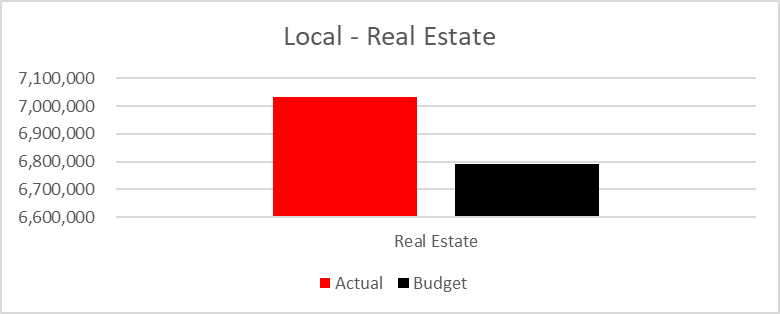 Local - Real Estate
7,100,000
7,000,000
6,900,000
6,800,000
6,700,000
6,600,000
Real Estate
Actual Budget